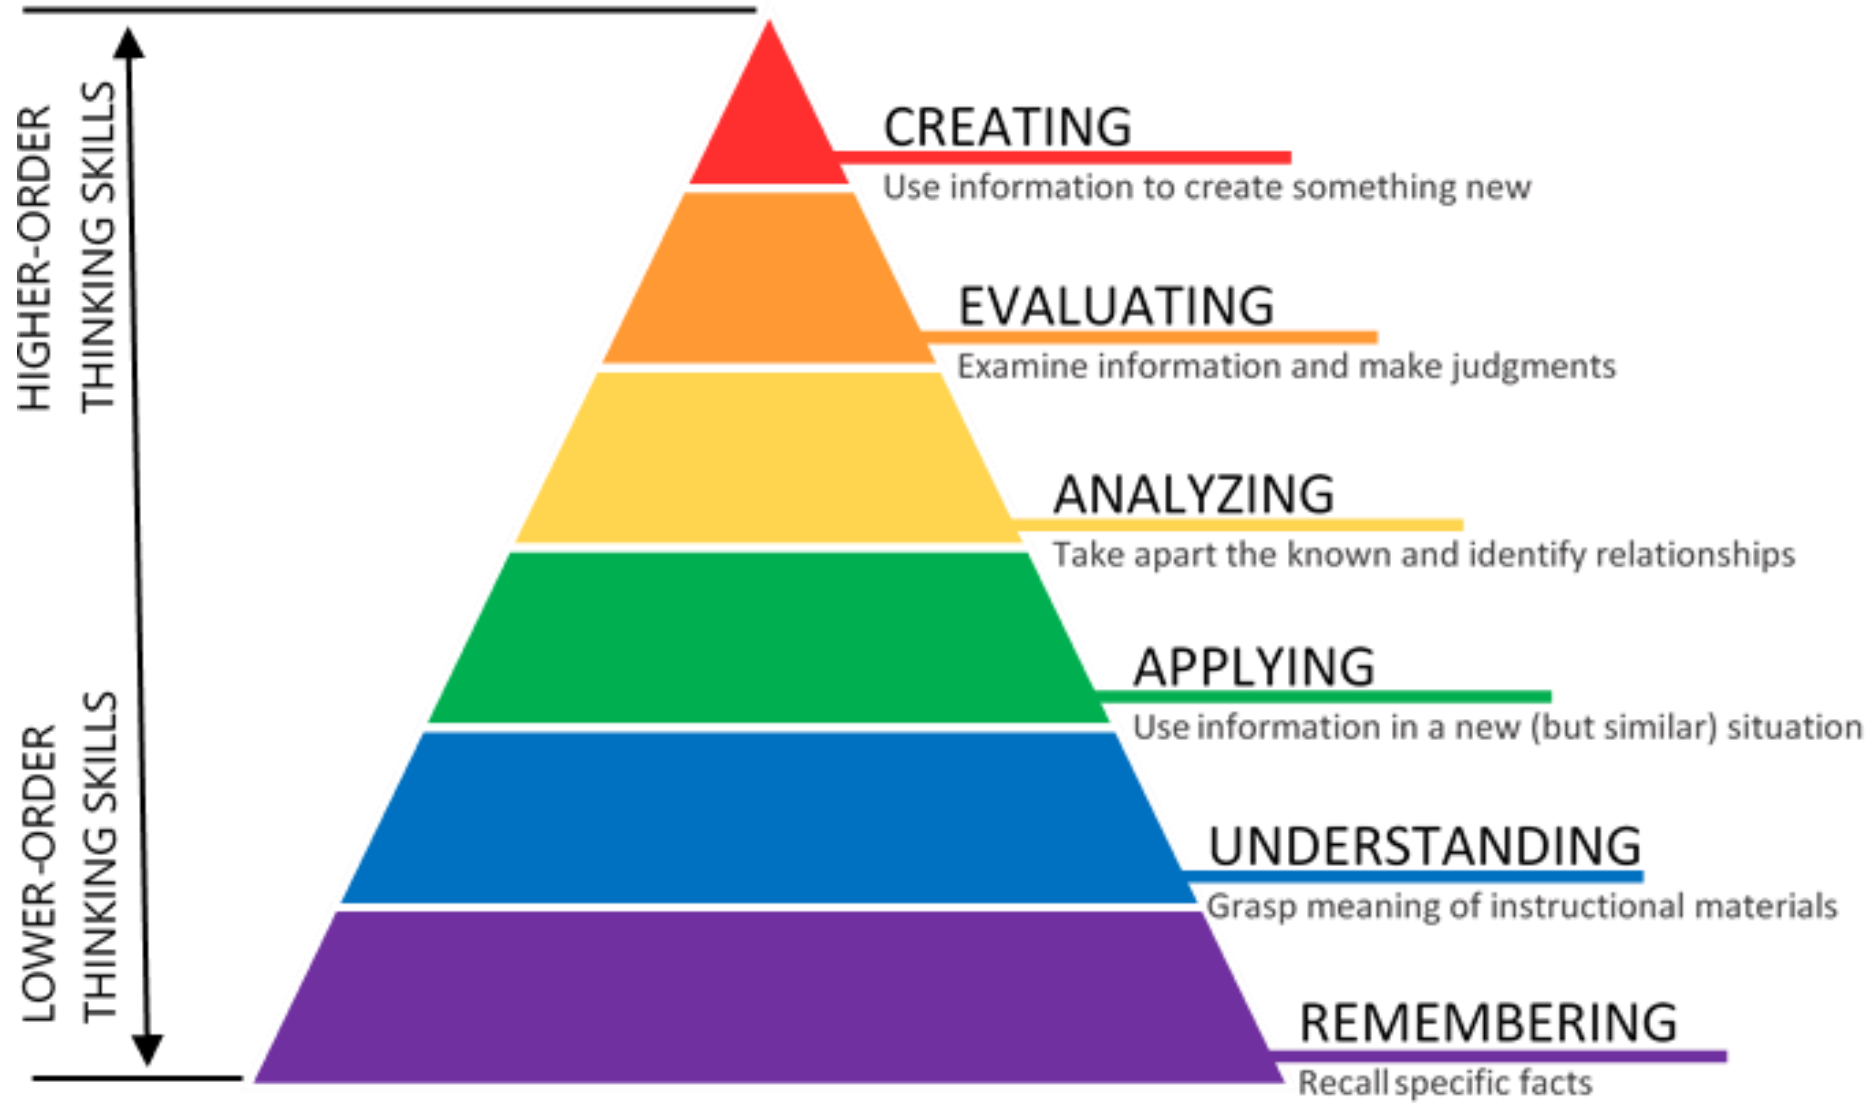 HIGHER-ORDER
THINKING SKILLS
LOWER-ORDER
THINKING SKILLS
CREATING
Use information to create something new
EVALUATING
Examine information and make judgments
ANALYZING
Take apart the known and identify relationships
APPLYING
Use information in a new (but similar) situation
UNDERSTANDING
Grasp meaning of instructional materials
REMEMBERING
Recall specific facts